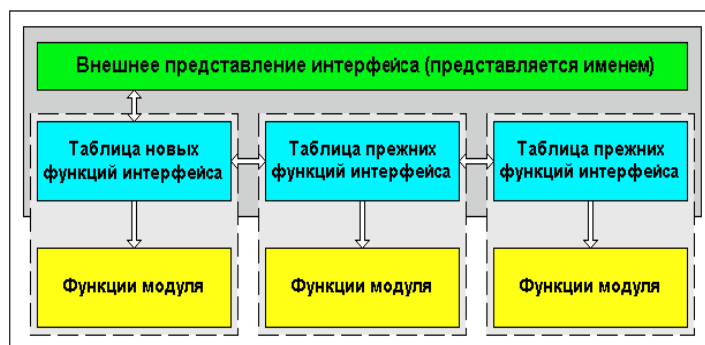 Внешнее представление интерфейса (представляется именем)
Таблица новых
функций интерфейса
Таблица прежних
функций интерфейса
Таблица прежних
функций интерфейса
Функции модуля
Функции модуля
Функции модуля